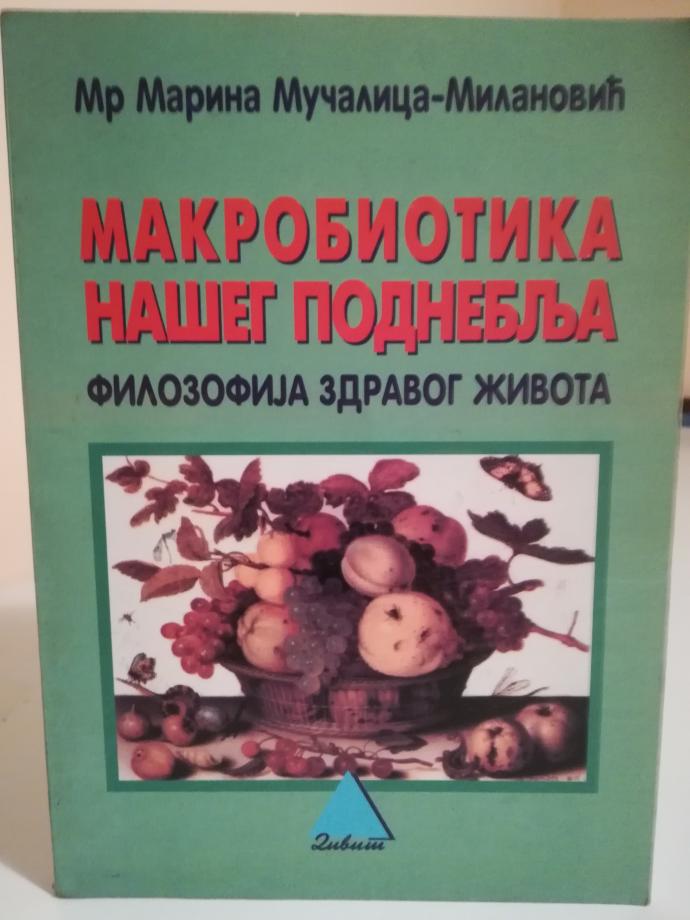 Мр Марина Мучалица-Милановић
МАКРОБИОТИКА
НАШЕГ ПОДНЕБЉА
ФИЛОЗОФИЈА ЗДРАВОГ ЖИВОТА